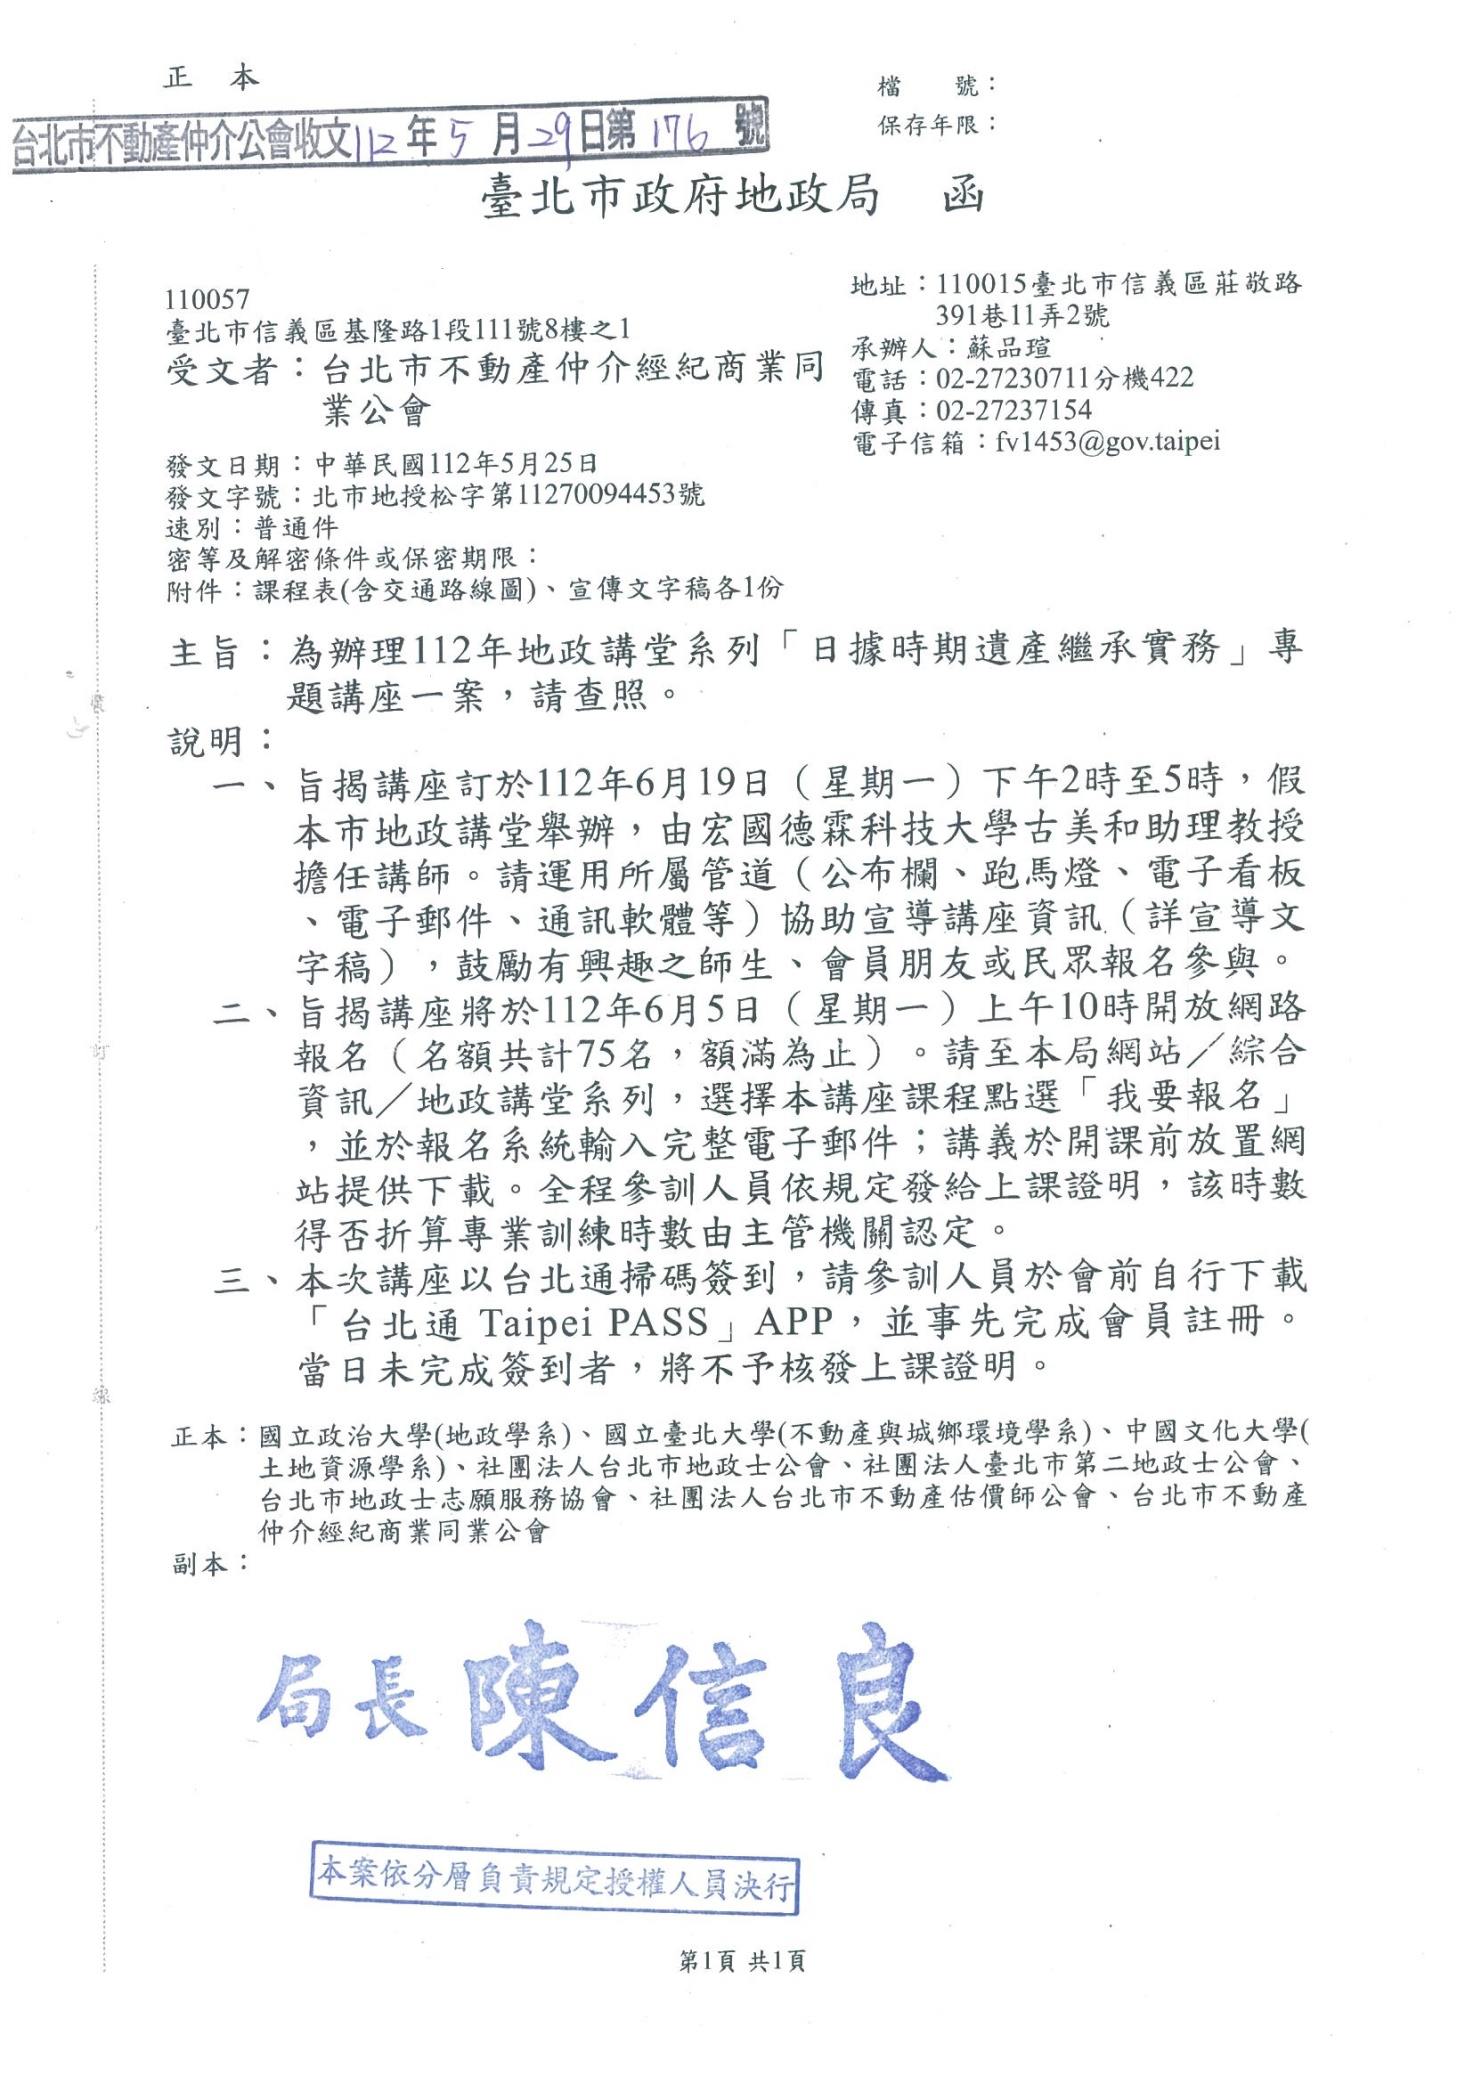 正 本
檔 號：
保存年限：
台北市不動產仲介公會收文112年5月29日第176號
臺北市政府地政局 函
地址：110015臺北市信義區莊敬路
391巷11弄2號
承辦人：蘇品瑄
電話：02-27230711分機422
傳真：02-27237154
電子信箱：fv1453@gov.taipei
110057
臺北市信義區基隆路1段111號8樓之1
受文者：台北市不動產仲介經紀商業同
業公會
發文日期：中華民國112年5月25日
發文字號：北市地授松字第11270094453號
速別：普通件
密等及解密條件或保密期限：
附件：課程表(含交通路線圖)、宣傳文字稿各1份
主旨：為辦理112年地政講堂系列「日據時期遺產繼承實務」專
題講座一案，請查照。
說明：
一、旨揭講座訂於112年6月19日（星期一）下午2時至5時，假
本市地政講堂舉辦，由宏國德霖科技大學古美和助理教授
擔任講師。請運用所屬管道（公布欄、跑馬燈、電子看板
、電子郵件、通訊軟體等）協助宣導講座資訊（詳宣導文
字稿），鼓勵有興趣之師生、會員朋友或民眾報名參與。
二、旨揭講座將於112年6月5日（星期一）上午10時開放網路
報名（名額共計75名，額滿為止）。請至本局網站／綜合
資訊／地政講堂系列，選擇本講座課程點選「我要報名」
，並於報名系統輸入完整電子郵件；講義於開課前放置網
站提供下載。全程參訓人員依規定發給上課證明，該時數
得否折算專業訓練時數由主管機關認定。
三、本次講座以台北通掃碼簽到，請參訓人員於會前自行下載
「台北通 Taipei PASS」APP，並事先完成會員註冊。
當日未完成簽到者，將不予核發上課證明。
正本：國立政治大學(地政學系)、國立臺北大學(不動產與城鄉環境學系)、中國文化大學(
土地資源學系)、社團法人台北市地政士公會、社團法人臺北市第二地政士公會、
台北市地政士志願服務協會、社團法人台北市不動產估價師公會、台北市不動產
仲介經紀商業同業公會
副本：
局長 陳信良
本案依分層負責規定授權人員決行
第1頁 共1頁
裝
訂
線